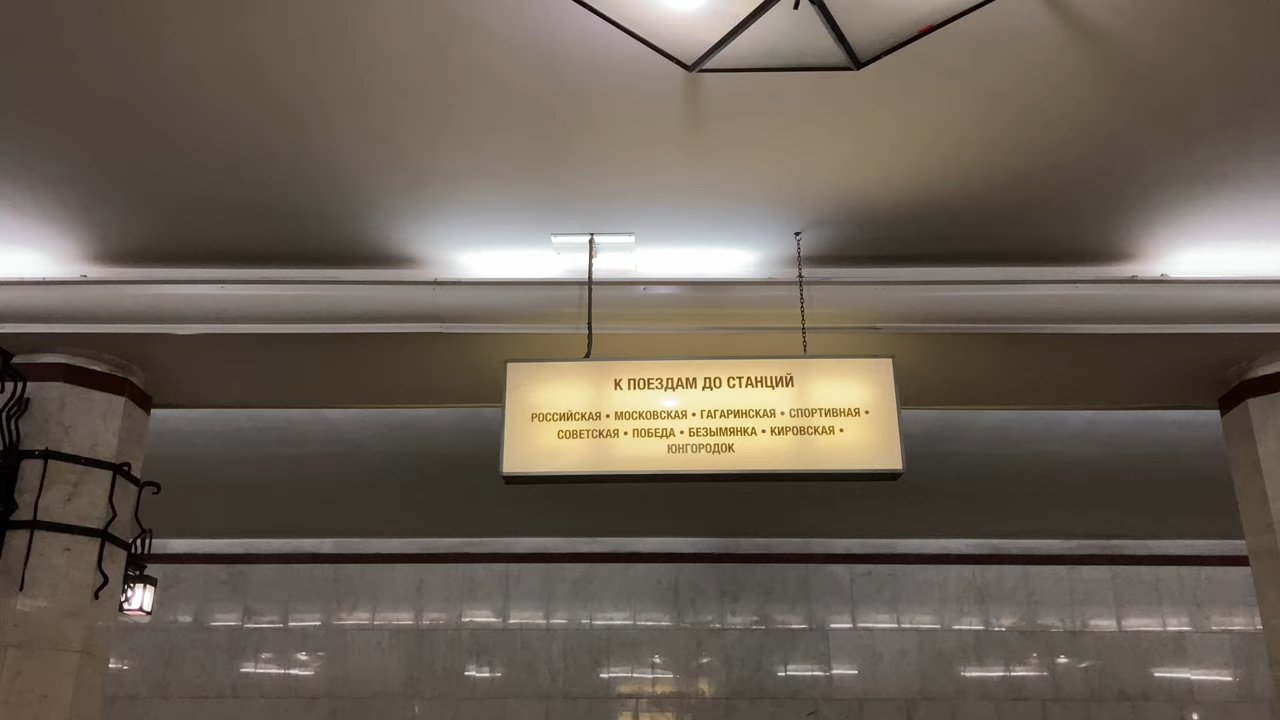 К ПОЕЗДАМ ДО СТАНЦИЙ
РОССИЙСКАЯ • МОСКОВСКАЯ • ГАГАРИНСКАЯ • СПОРТИВНАЯ •
СОВЕТСКАЯ • ПОБЕДА • БЕЗЫМЯНКА • КИРОВСКАЯ •
ЮНГОРОДОК